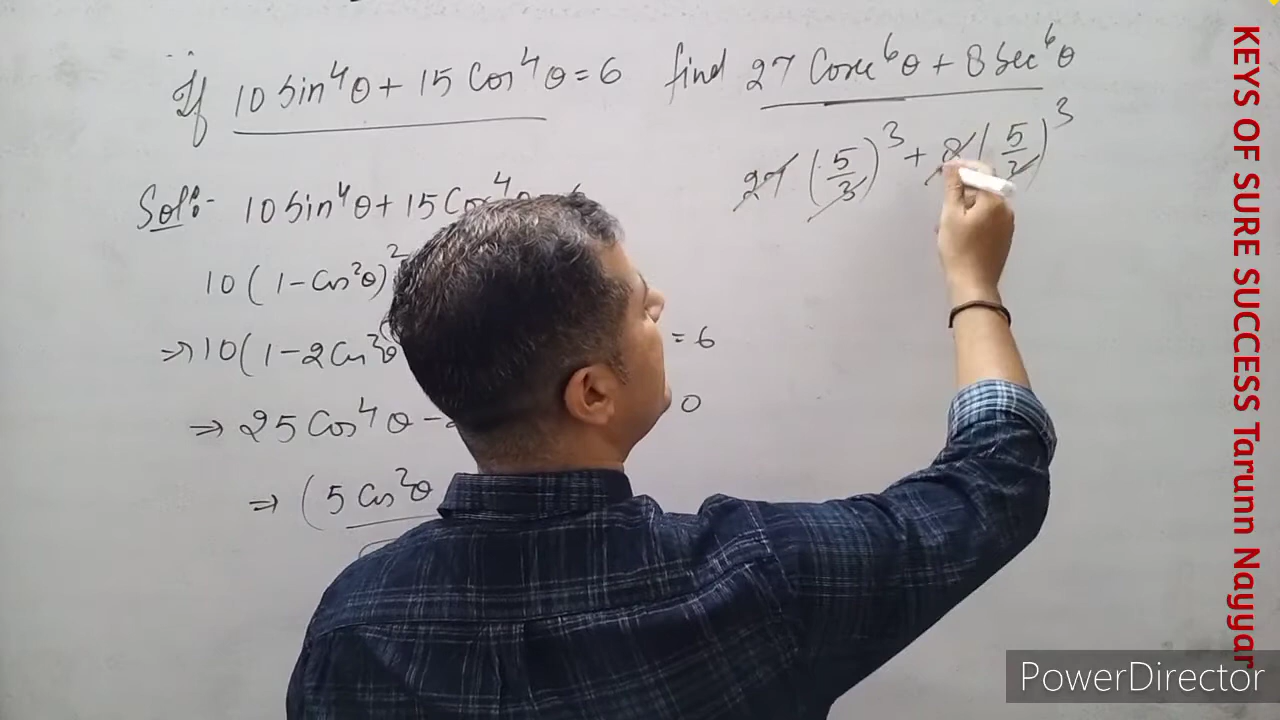 If 10 Sin⁴θ + 15 Cos⁴θ = 6 find 27 Cosec⁶θ + 8 Sec⁶θ
27 (5/3)³ + 8 (5/2)³
Sol:- 10 Sin⁴θ + 15 Cos⁴θ = 6
10 (1 - Cos²θ)²
⇒ 10 (1 - 2Cos²θ = 6
⇒ 25 Cos⁴θ - 0
⇒ (5 Cos²θ
KEYS OF SURE SUCCESS Tarunn Nayyar
PowerDirector